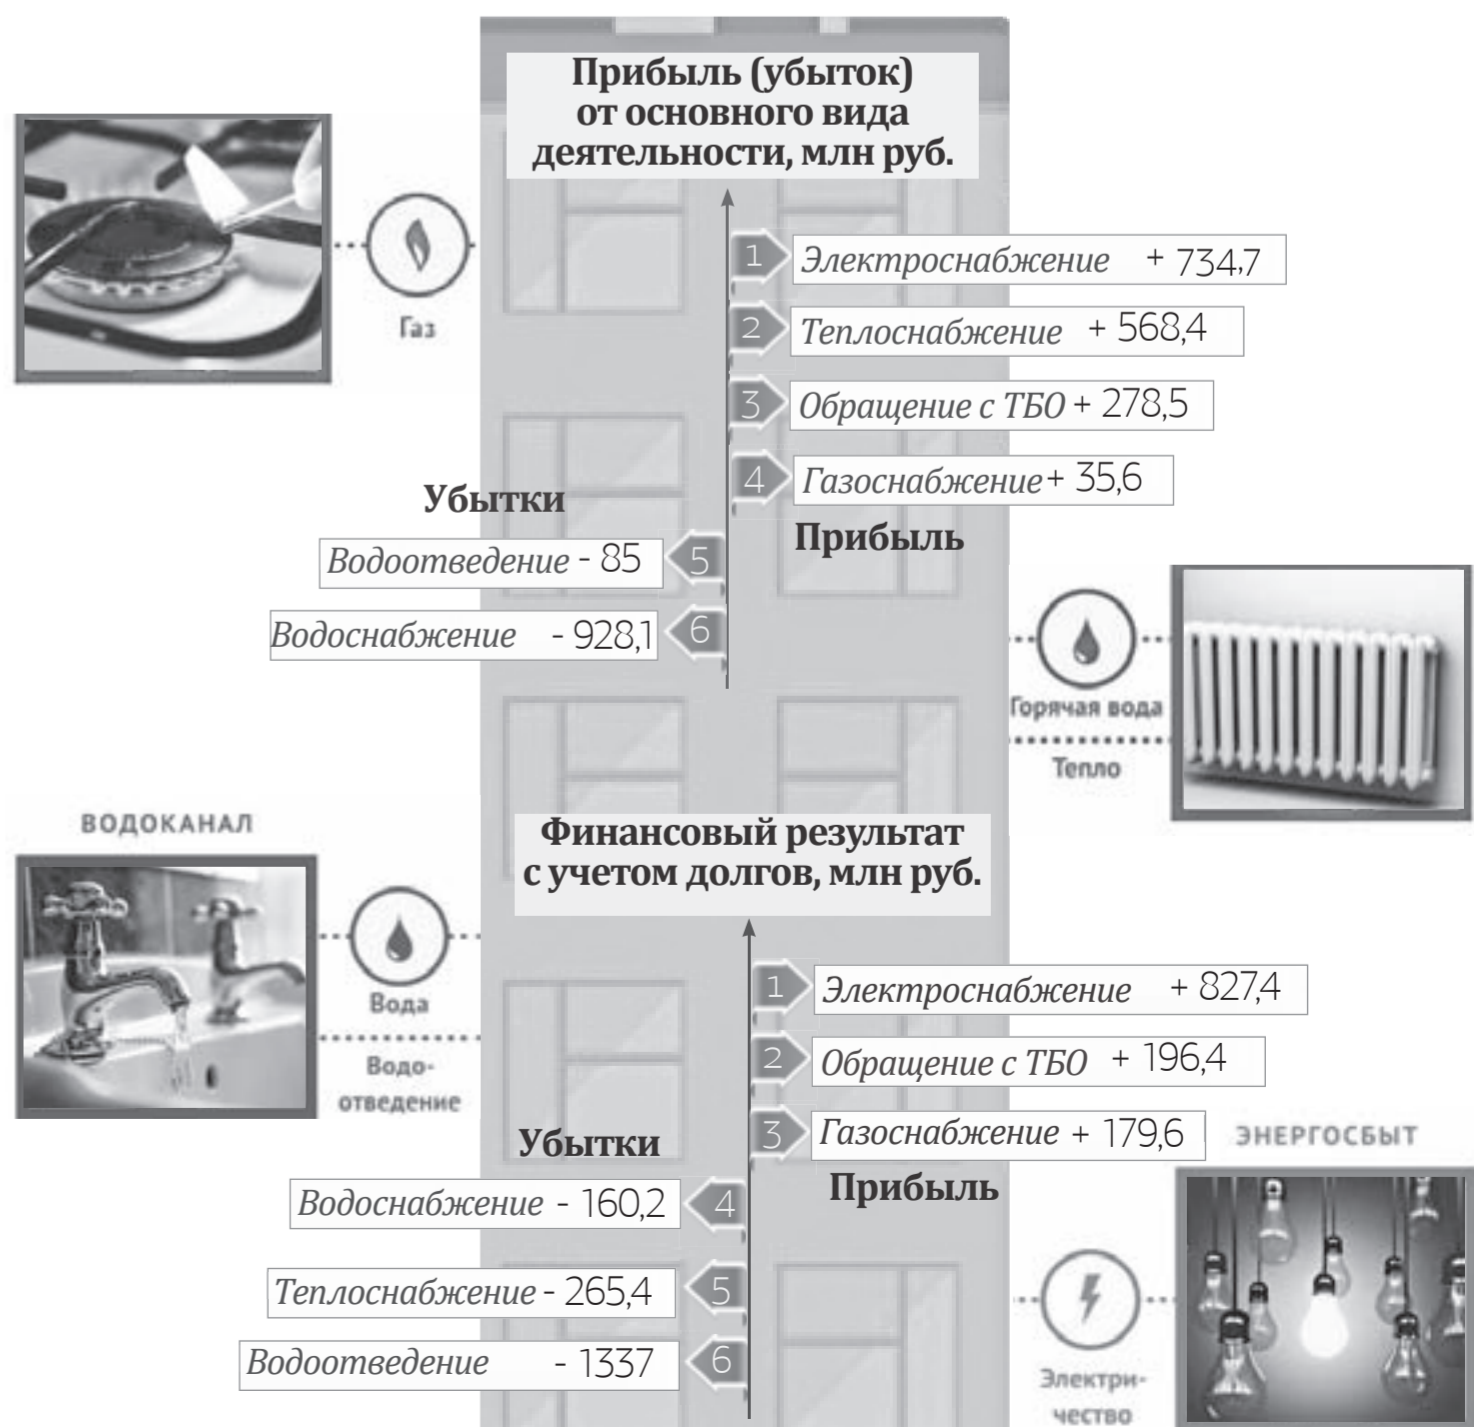 Прибыль (убыток)
от основного вида
деятельности, млн руб.
Газ
1 Электроснабжение + 734,7
2 Теплоснабжение + 568,4
3 Обращение с ТБО + 278,5
4 Газоснабжение + 35,6
Убытки
Прибыль
Водоотведение - 85 5
Водоснабжение - 928,1 6
Горячая вода
Тепло
ВОДОКАНАЛ
Финансовый результат
с учетом долгов, млн руб.
Вода
Водо-
отведение
1 Электроснабжение + 827,4
2 Обращение с ТБО + 196,4
3 Газоснабжение + 179,6
ЭНЕРГОСБЫТ
Убытки
Прибыль
Водоснабжение - 160,2 4
Теплоснабжение - 265,4 5
Водоотведение - 1337 6
Электри-
чество